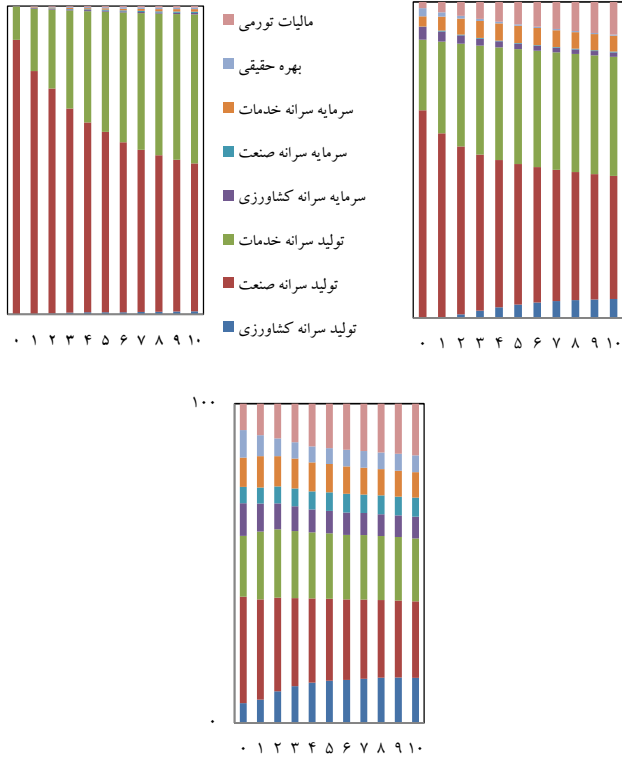 مالیات تورمی
بهره حقیقی
سرمایه سرانه خدمات
سرمایه سرانه صنعت
سرمایه سرانه کشاورزی
تولید سرانه خدمات
تولید سرانه صنعت
تولید سرانه کشاورزی
۰ ۱ ۲ ۳ ۴ ۵ ۶ ۷ ۸ ۹ ۱۰
۰ ۱ ۲ ۳ ۴ ۵ ۶ ۷ ۸ ۹ ۱۰
۱۰۰
۰
۰ ۱ ۲ ۳ ۴ ۵ ۶ ۷ ۸ ۹ ۱۰